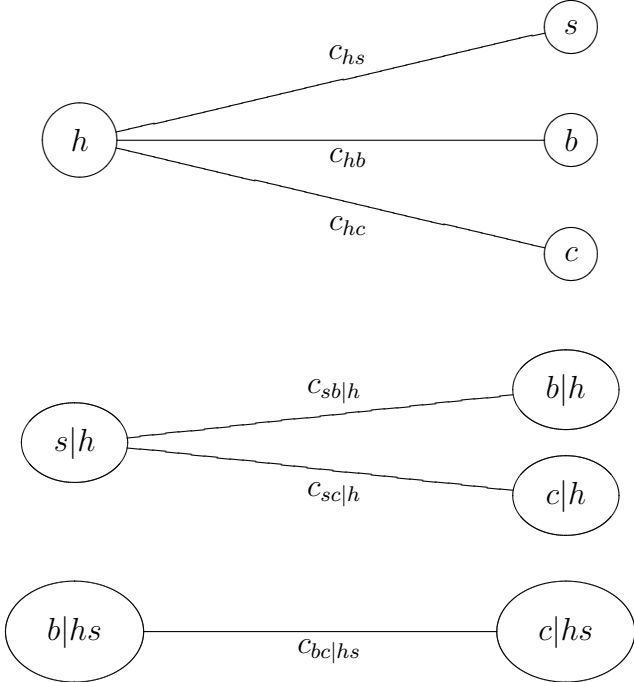 s
c_{hs}
h
b
c_{hb}
c_{hc}
c
c_{sb|h}
b|h
s|h
c_{sc|h}
c|h
b|hs
c_{bc|hs}
c|hs